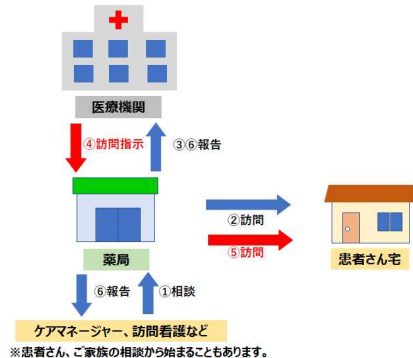 医療機関
④訪問指示
③⑥報告
②訪問
⑤訪問
薬局
患者さん宅
⑥報告
①相談
ケアマネージャー、訪問看護など
※患者さん、ご家族の相談から始まることもあります。